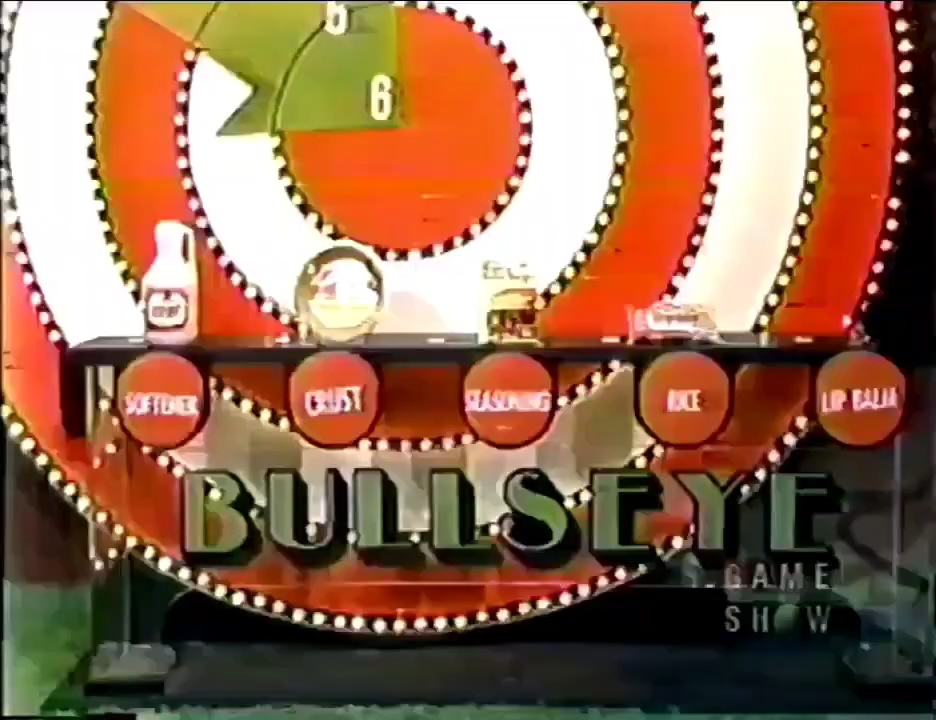 6
6
SOFTENER CRUST SEASONING RICE LIP BALM
BULLSEYE
GAME
SHOW